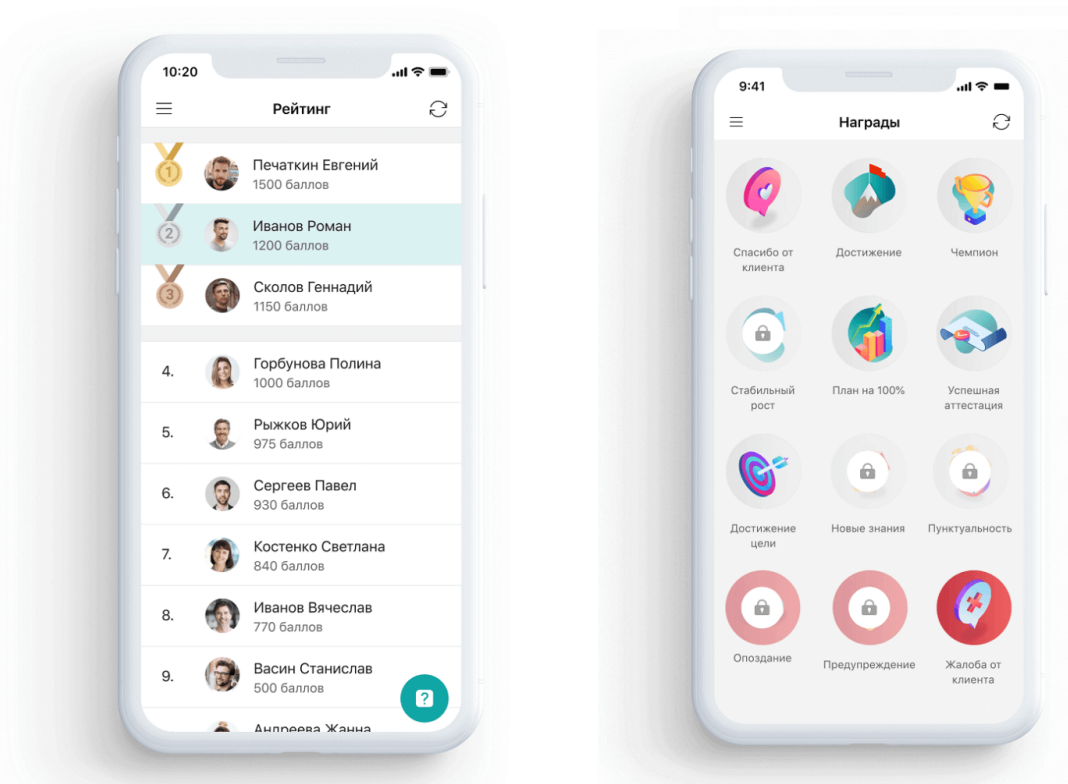 10:20
Рейтинг
1
Печаткин Евгений
1500 баллов
2
Иванов Роман
1200 баллов
3
Сколов Геннадий
1150 баллов
4.
Горбунова Полина
1000 баллов
5.
Рыжков Юрий
975 баллов
6.
Сергеев Павел
930 баллов
7.
Костенко Светлана
840 баллов
8.
Иванов Вячеслав
770 баллов
9.
Васин Станислав
500 баллов
?
Андреева Жанна
9:41
Награды
Спасибо от
клиента
Достижение
Чемпион
Стабильный
рост
План на 100%
Успешная
аттестация
Достижение
цели
Новые знания
Пунктуальность
Опоздание
Предупреждение
Жалоба от
клиента